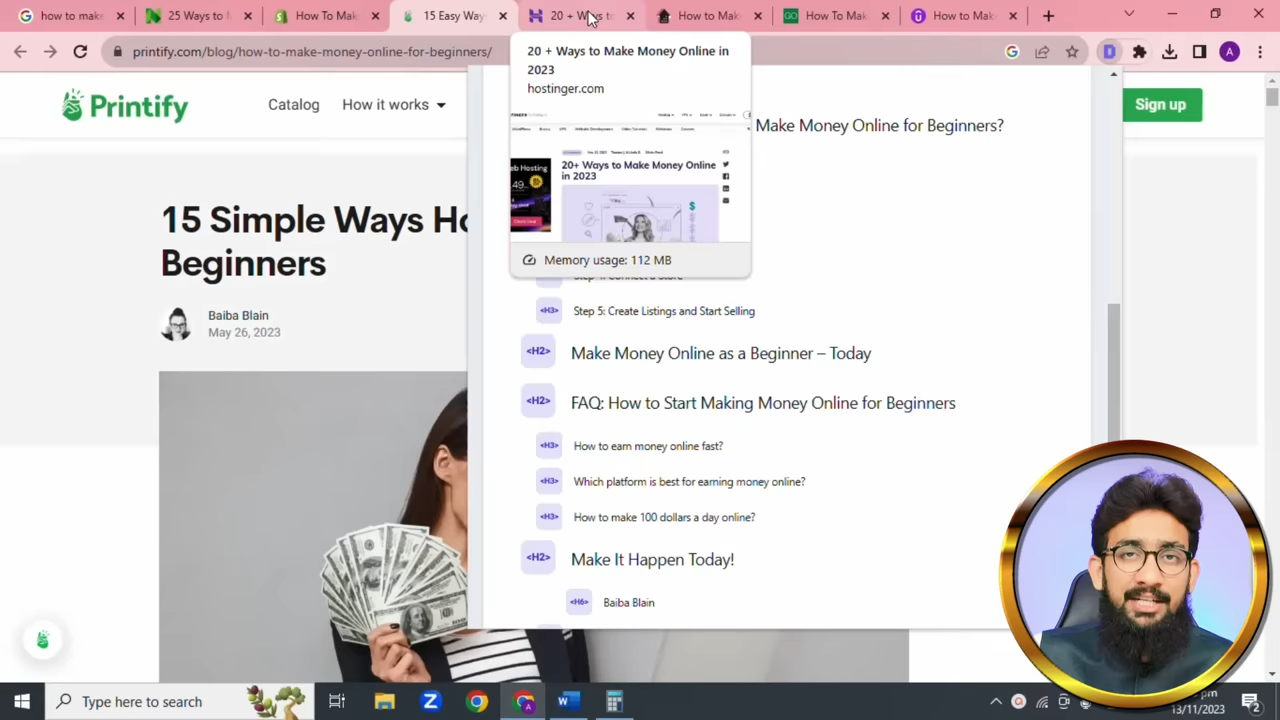 how to make
25 Ways to M
How To Make
15 Easy Way
20 + Ways to
How to Mak
How To Mak
How to Make
printify.com/blog/how-to-make-money-online-for-beginners/
A
20 + Ways to Make Money Online in
2023
hostinger.com
20+ Ways to Make Money Online
in 2023
Memory usage: 112 MB
Printify
Catalog
How it works
Sign up
Make Money Online for Beginners?
15 Simple Ways Ho
Beginners
Baiba Blain
May 26, 2023
<H3> Step 5: Create Listings and Start Selling
<H2> Make Money Online as a Beginner – Today
<H2> FAQ: How to Start Making Money Online for Beginners
<H3> How to earn money online fast?
<H3> Which platform is best for earning money online?
<H3> How to make 100 dollars a day online?
<H2> Make It Happen Today!
<H6> Baiba Blain
Type here to search
pm
13/11/2023
2